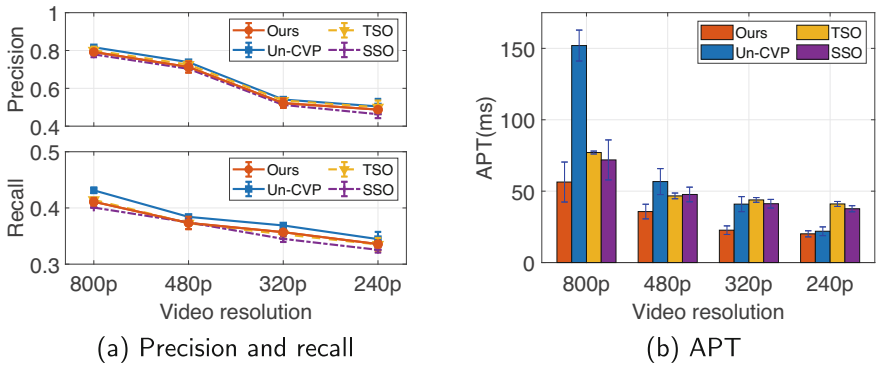 1
0.8
0.6
0.4
Precision
Ours
TSO
Un-CVP
SSO
0.5
0.4
0.3
Recall
Ours
TSO
Un-CVP
SSO
800p 480p 320p 240p
Video resolution
(a) Precision and recall
150
100
50
0
APT(ms)
Ours
TSO
Un-CVP
SSO
800p 480p 320p 240p
Video resolution
(b) APT